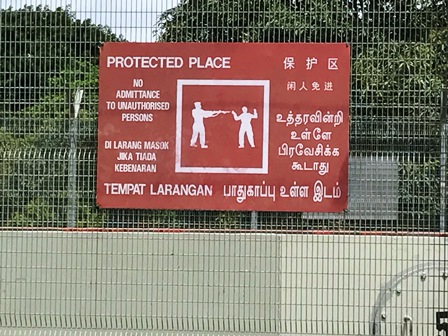 PROTECTED PLACE
保护区
NO
ADMITTANCE
TO UNAUTHORISED
PERSONS
闲人免进
DI LARANG MASOK
JIKA TIADA
KEBENARAN
உத்தரவின்றி
உள்ளே
பிரவேசிக்க
கூடாது
TEMPAT LARANGAN
பாதுகாப்பு உள்ள இடம்